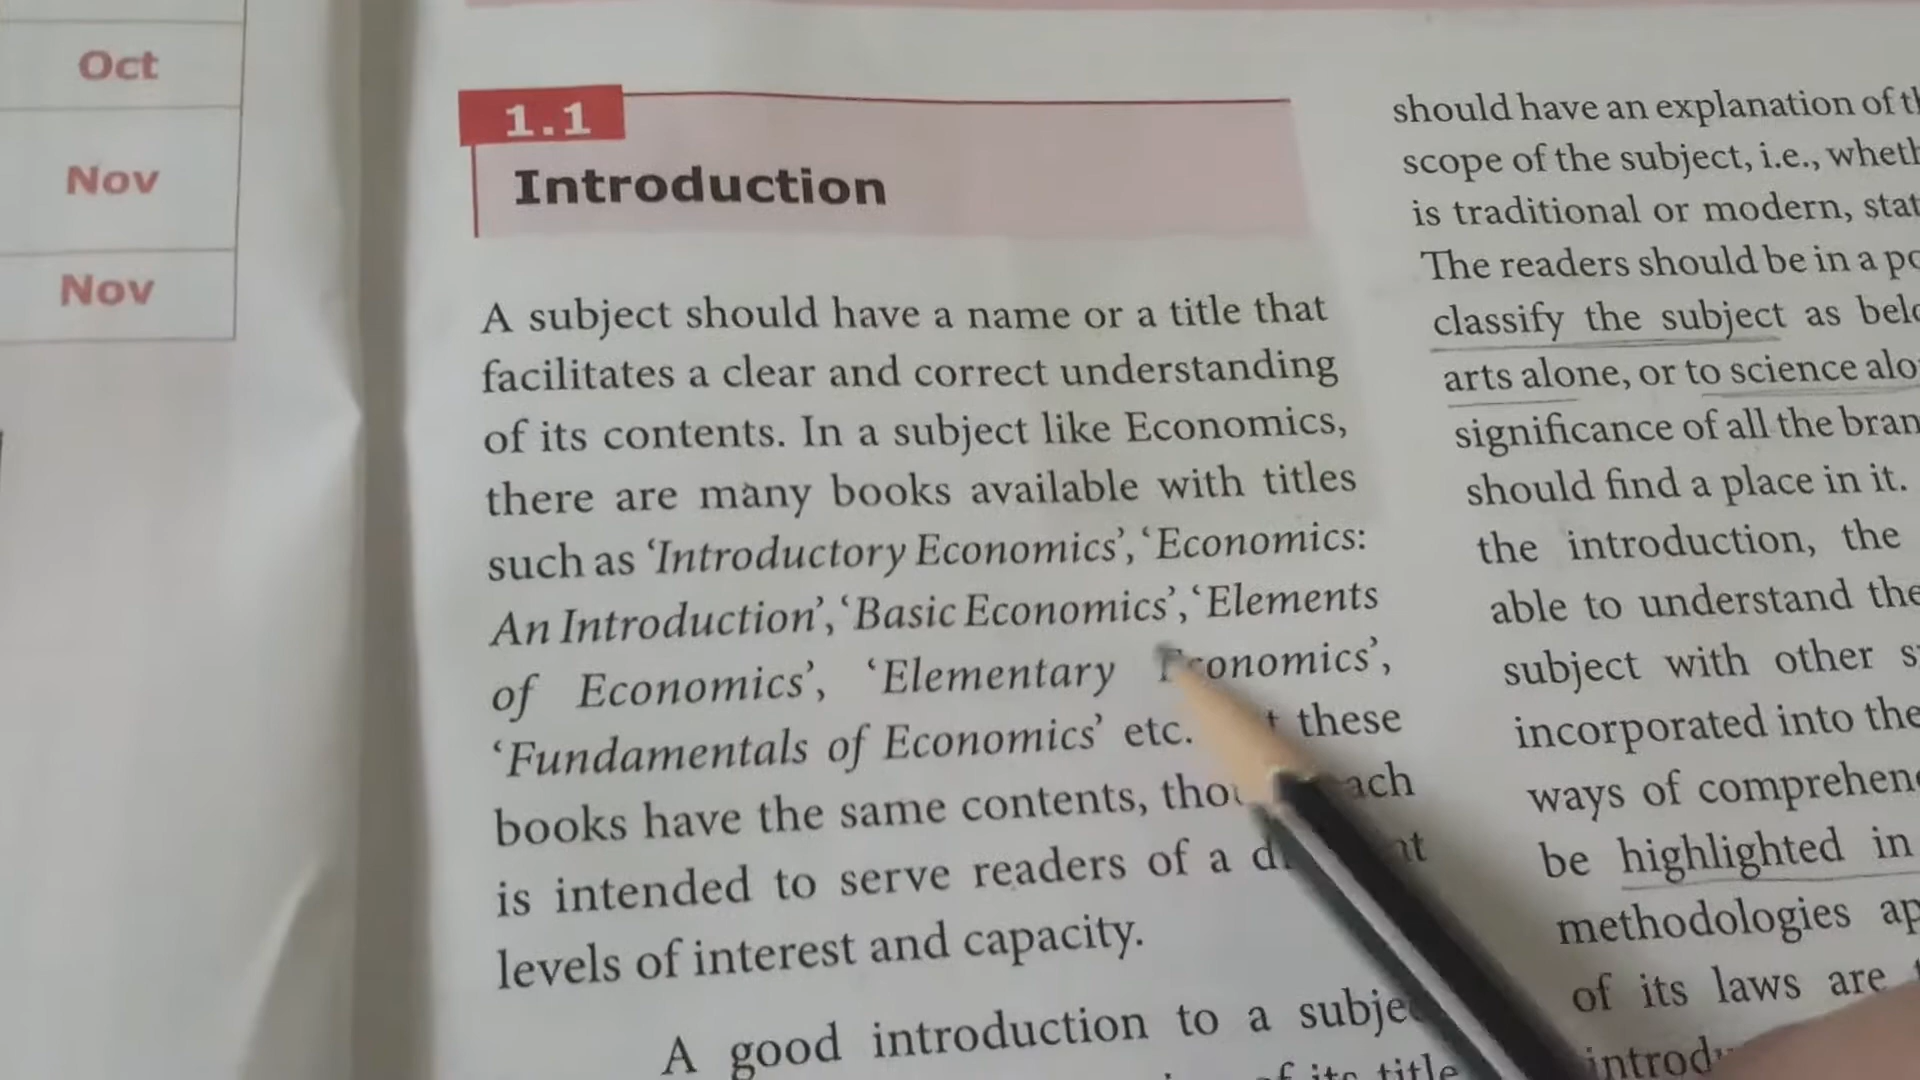 Oct
Nov
Nov
1.1
Introduction
A subject should have a name or a title that
facilitates a clear and correct understanding
of its contents. In a subject like Economics,
there are many books available with titles
such as ‘Introductory Economics’, ‘Economics:
An Introduction’, ‘Basic Economics’, ‘Elements
of Economics’, ‘Elementary Economics’,
‘Fundamentals of Economics’ etc. these
books have the same contents,
is intended to serve readers of a
levels of interest and capacity.
A good introduction to a
of its title
should have an explanation of
scope of the subject, i.e.,
is traditional or modern,
The readers should be in a
classify the subject as
arts alone, or to science
significance of all the
should find a place in it.
the introduction, the
able to understand
subject with other
incorporated into
ways of
be highlighted in
methodologies
of its laws are